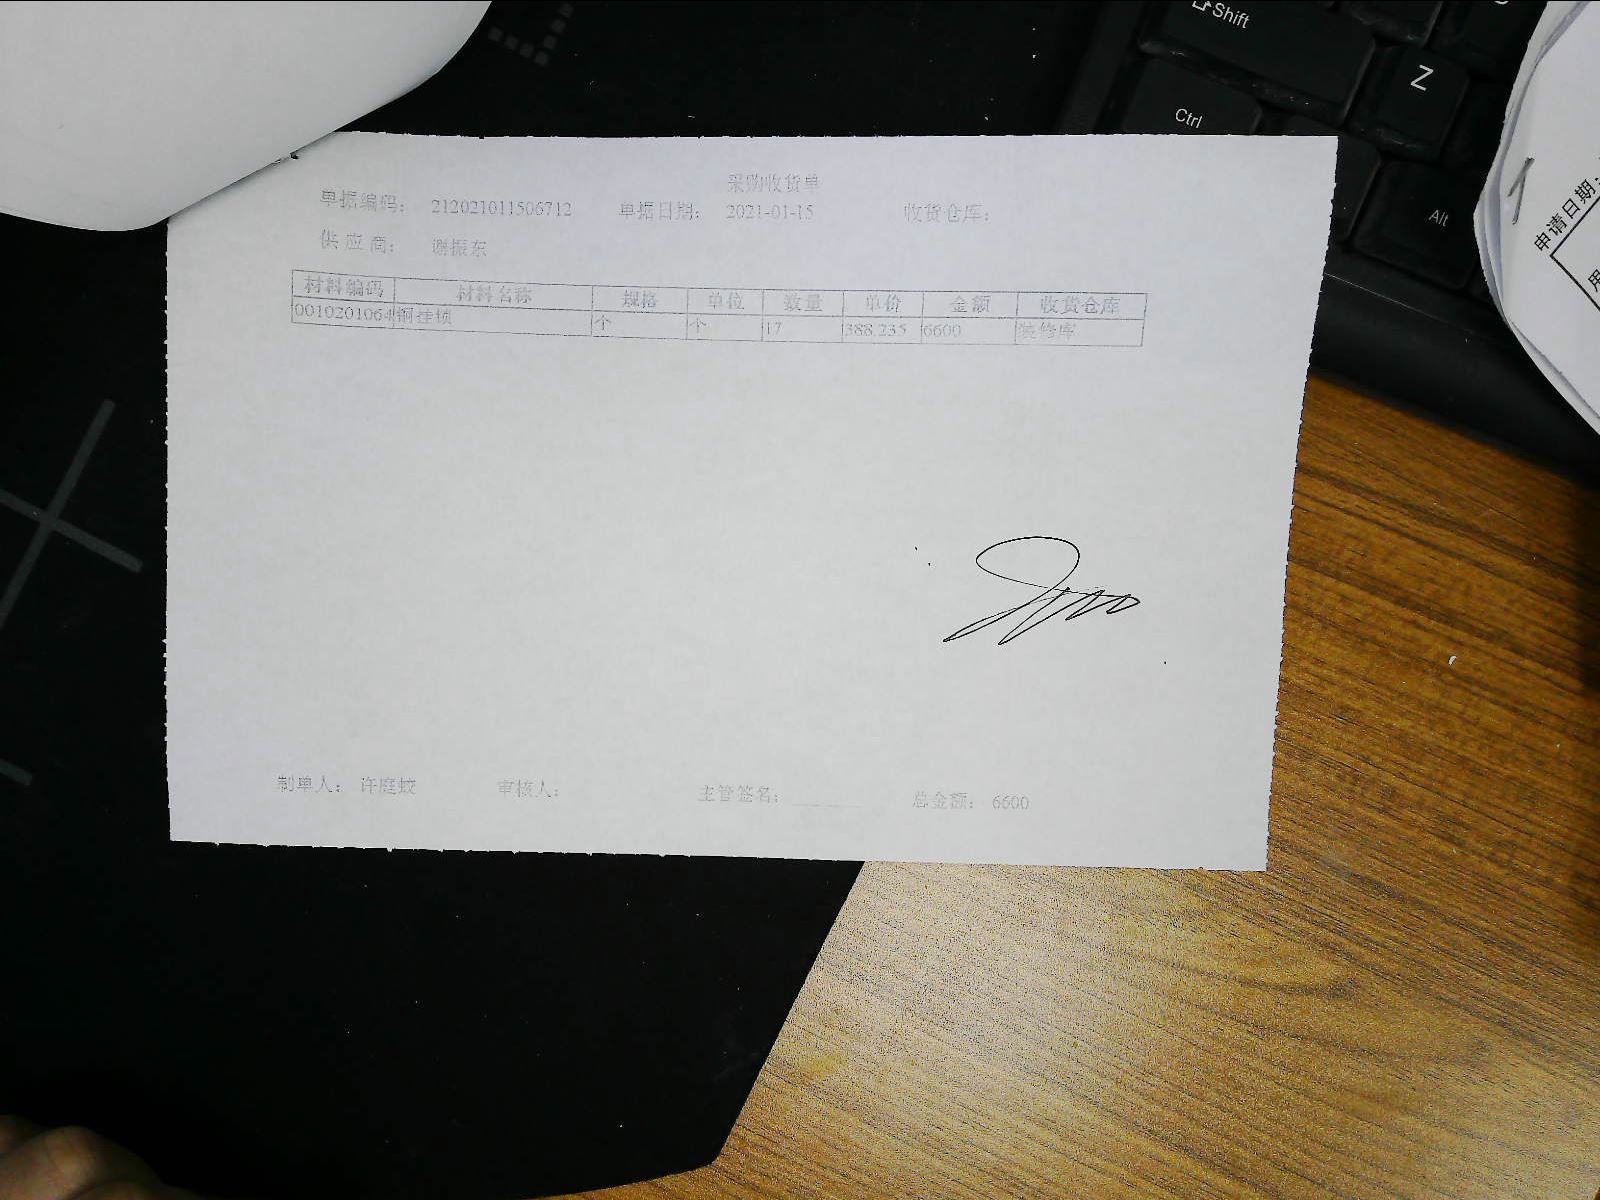 Shift
Z
Ctrl
Alt
申请日期:
采购收货单
单据编码: 212021011506712 单据日期: 2021-01-15 收货仓库:
供应商: 谢振东
材料编码 材料名称 规格 单位 数量 单价 金额 收货仓库
0010201064 铜挂锁 个 个 17 388.235 6600 装修库
制单人: 许庭蛟 审核人: 主管签名: 总金额: 6600